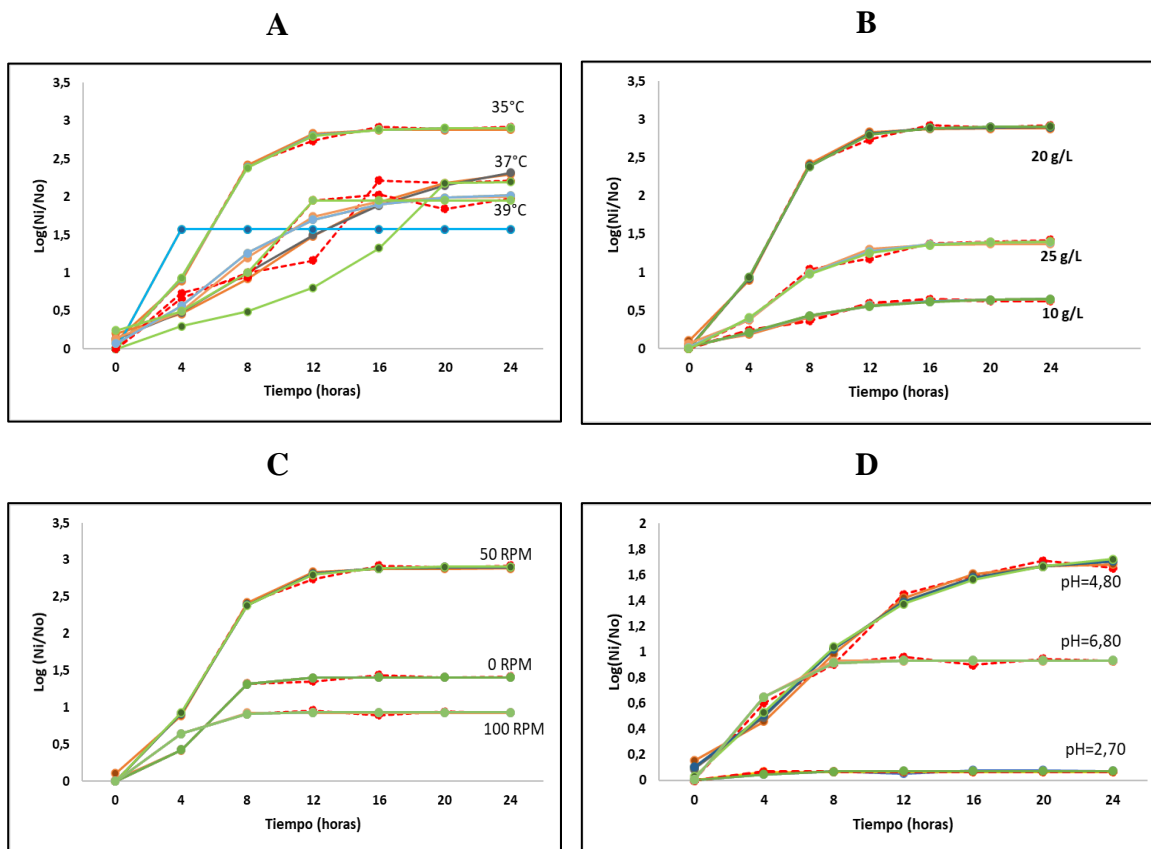 A
Log(Ni/No)
3,5
3
2,5
2
1,5
1
0,5
0
35°C
37°C
39°C
0 4 8 12 16 20 24
Tiempo (horas)
B
Log(Ni/No)
3,5
3
2,5
2
1,5
1
0,5
0
20 g/L
25 g/L
10 g/L
0 4 8 12 16 20 24
Tiempo (horas)
C
Log (Ni/No)
3,5
3
2,5
2
1,5
1
0,5
0
50 RPM
0 RPM
100 RPM
0 4 8 12 16 20 24
Tiempo (horas)
D
Log(Ni/No)
2
1,8
1,6
1,4
1,2
1
0,8
0,6
0,4
0,2
0
pH=4,80
pH=6,80
pH=2,70
0 4 8 12 16 20 24
Tiempo (horas)